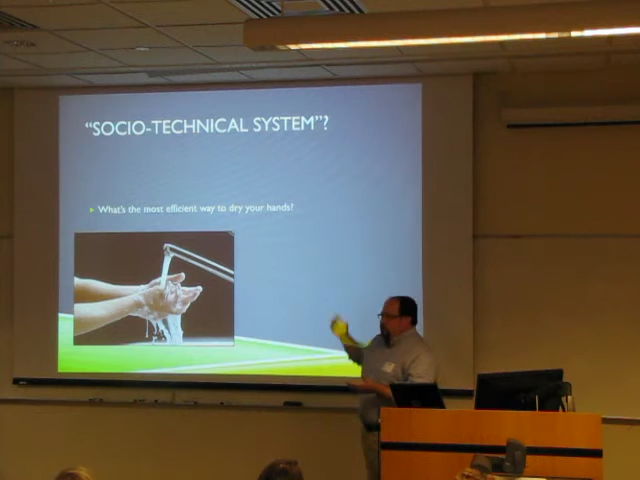 “SOCIO-TECHNICAL SYSTEM”?
What's the most efficient way to dry your hands?